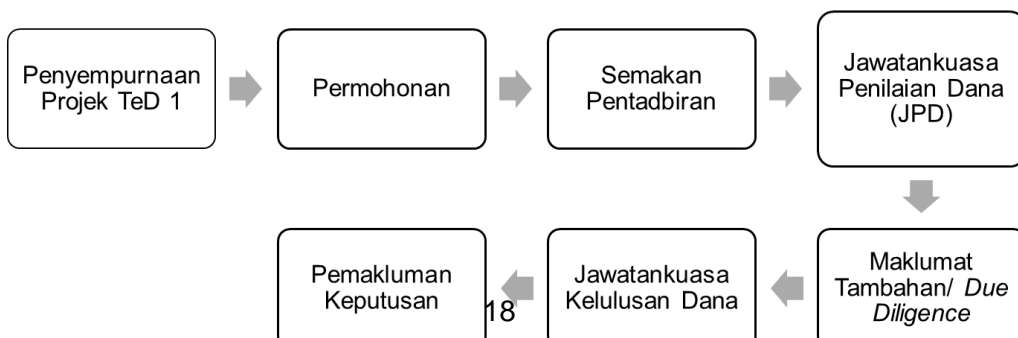 Penyempurnaan
Projek TeD 1
Permohonan
Semakan
Pentadbiran
Jawatankuasa
Penilaian Dana
(JPD)
Maklumat
Tambahan/ Due
Diligence
Jawatankuasa
Kelulusan Dana
Pemakluman
Keputusan
18